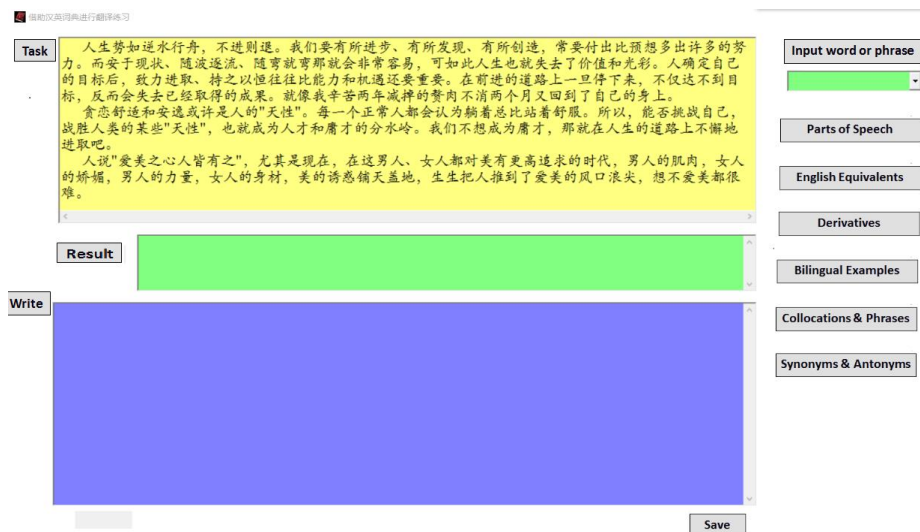 借助汉英词典进行翻译练习
Task
人生势如逆水行舟，不进则退。我们要有所进步、有所发现、有所创造，常要付出比预想多出许多的努
力。而安于现状、随波逐流、随弯就弯那就会非常容易，可如此人生也就失去了价值和光彩。人确定自己
的目标后，致力进取、持之以恒往往比能力和机遇还要重要。在前进的道路上一旦停下来，不仅达不到目
标，反而会失去已经取得的成果。就像我辛苦两年减掉的赘肉不消两个月又回到了自己的身上。
贪恋舒适和安逸或许是人的"天性"。每一个正常人都会认为躺着总比站着舒服。所以，能否挑战自己，
战胜人类的某些"天性"，也就成为人才和庸才的分水岭。我们不想成为庸才，那就在人生的道路上不懈地
进取吧。
人说"爱美之心人皆有之"，尤其是现在，在这男人、女人都对美有更高追求的时代，男人的肌肉，女人
的娇媚，男人的力量，女人的身材，美的诱惑铺天盖地，生生把人推到了爱美的风口浪尖，想不爱美都很
难。
Result
Write
Save
Input word or phrase
Parts of Speech
English Equivalents
Derivatives
Bilingual Examples
Collocations & Phrases
Synonyms & Antonyms